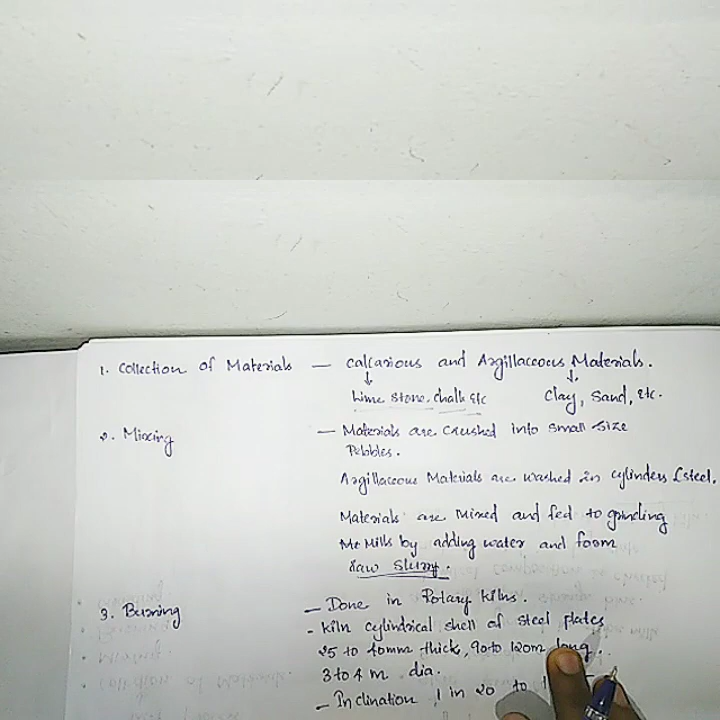 1. Collection of Materials — Calcarious and Argillaceous Materials.
↓ ↓
Lime stone, chalk etc Clay, Sand, etc.
2. Mixing — Materials are crushed into small size
Pebbles.
Argillaceous Materials are washed in cylinders (steel.
Materials are mixed and fed to grinding
Mills by adding water and form
raw slurry.
3. Burning — Done in Rotary kilns.
- Kiln cylindrical shell of steel plates
25 to 40mm thick, 90 to 120m long.
3 to 4 m dia.
- Inclination 1 in 20 to 1